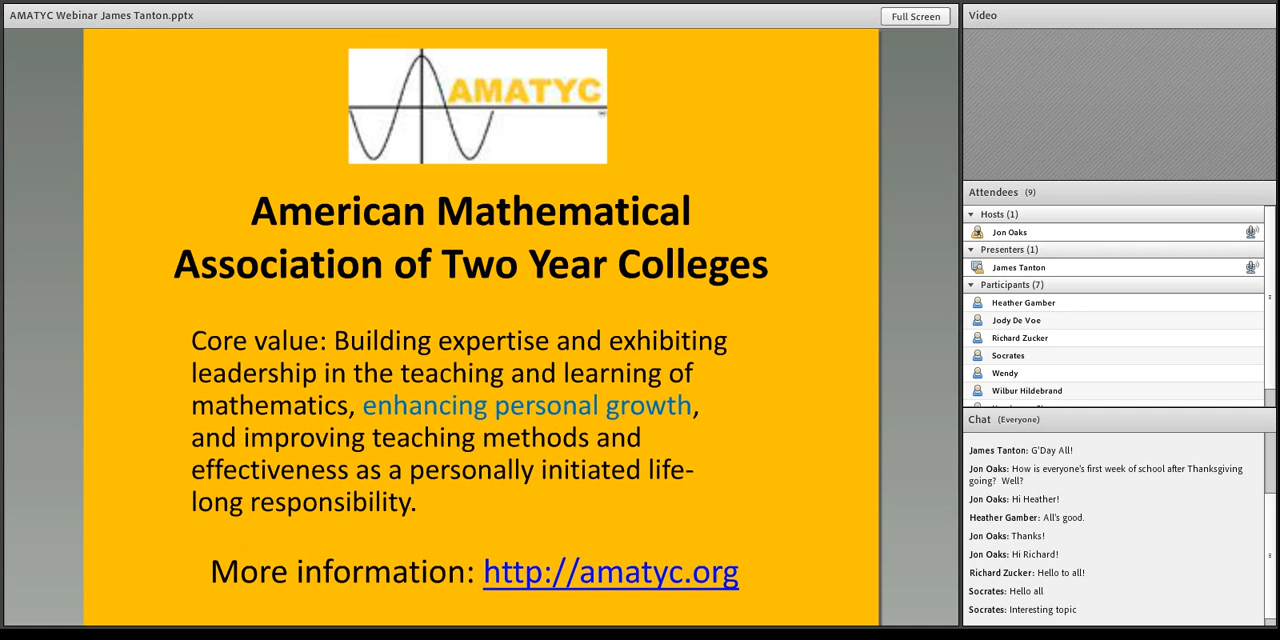 AMATYC Webinar James Tanton.pptx
Full Screen
AMATYC
American Mathematical
Association of Two Year Colleges
Core value: Building expertise and exhibiting
leadership in the teaching and learning of
mathematics, enhancing personal growth,
and improving teaching methods and
effectiveness as a personally initiated life-
long responsibility.
More information: http://amatyc.org
Video
Attendees (9)
Hosts (1)
Jon Oaks
Presenters (1)
James Tanton
Participants (7)
Heather Gamber
Jody De Voe
Richard Zucker
Socrates
Wendy
Wilbur Hildebrand
Chat (Everyone)
James Tanton: G'Day All!
Jon Oaks: How is everyone's first week of school after Thanksgiving
going? Well?
Jon Oaks: Hi Heather!
Heather Gamber: All's good.
Jon Oaks: Thanks!
Jon Oaks: Hi Richard!
Richard Zucker: Hello to all!
Socrates: Hello all
Socrates: Interesting topic